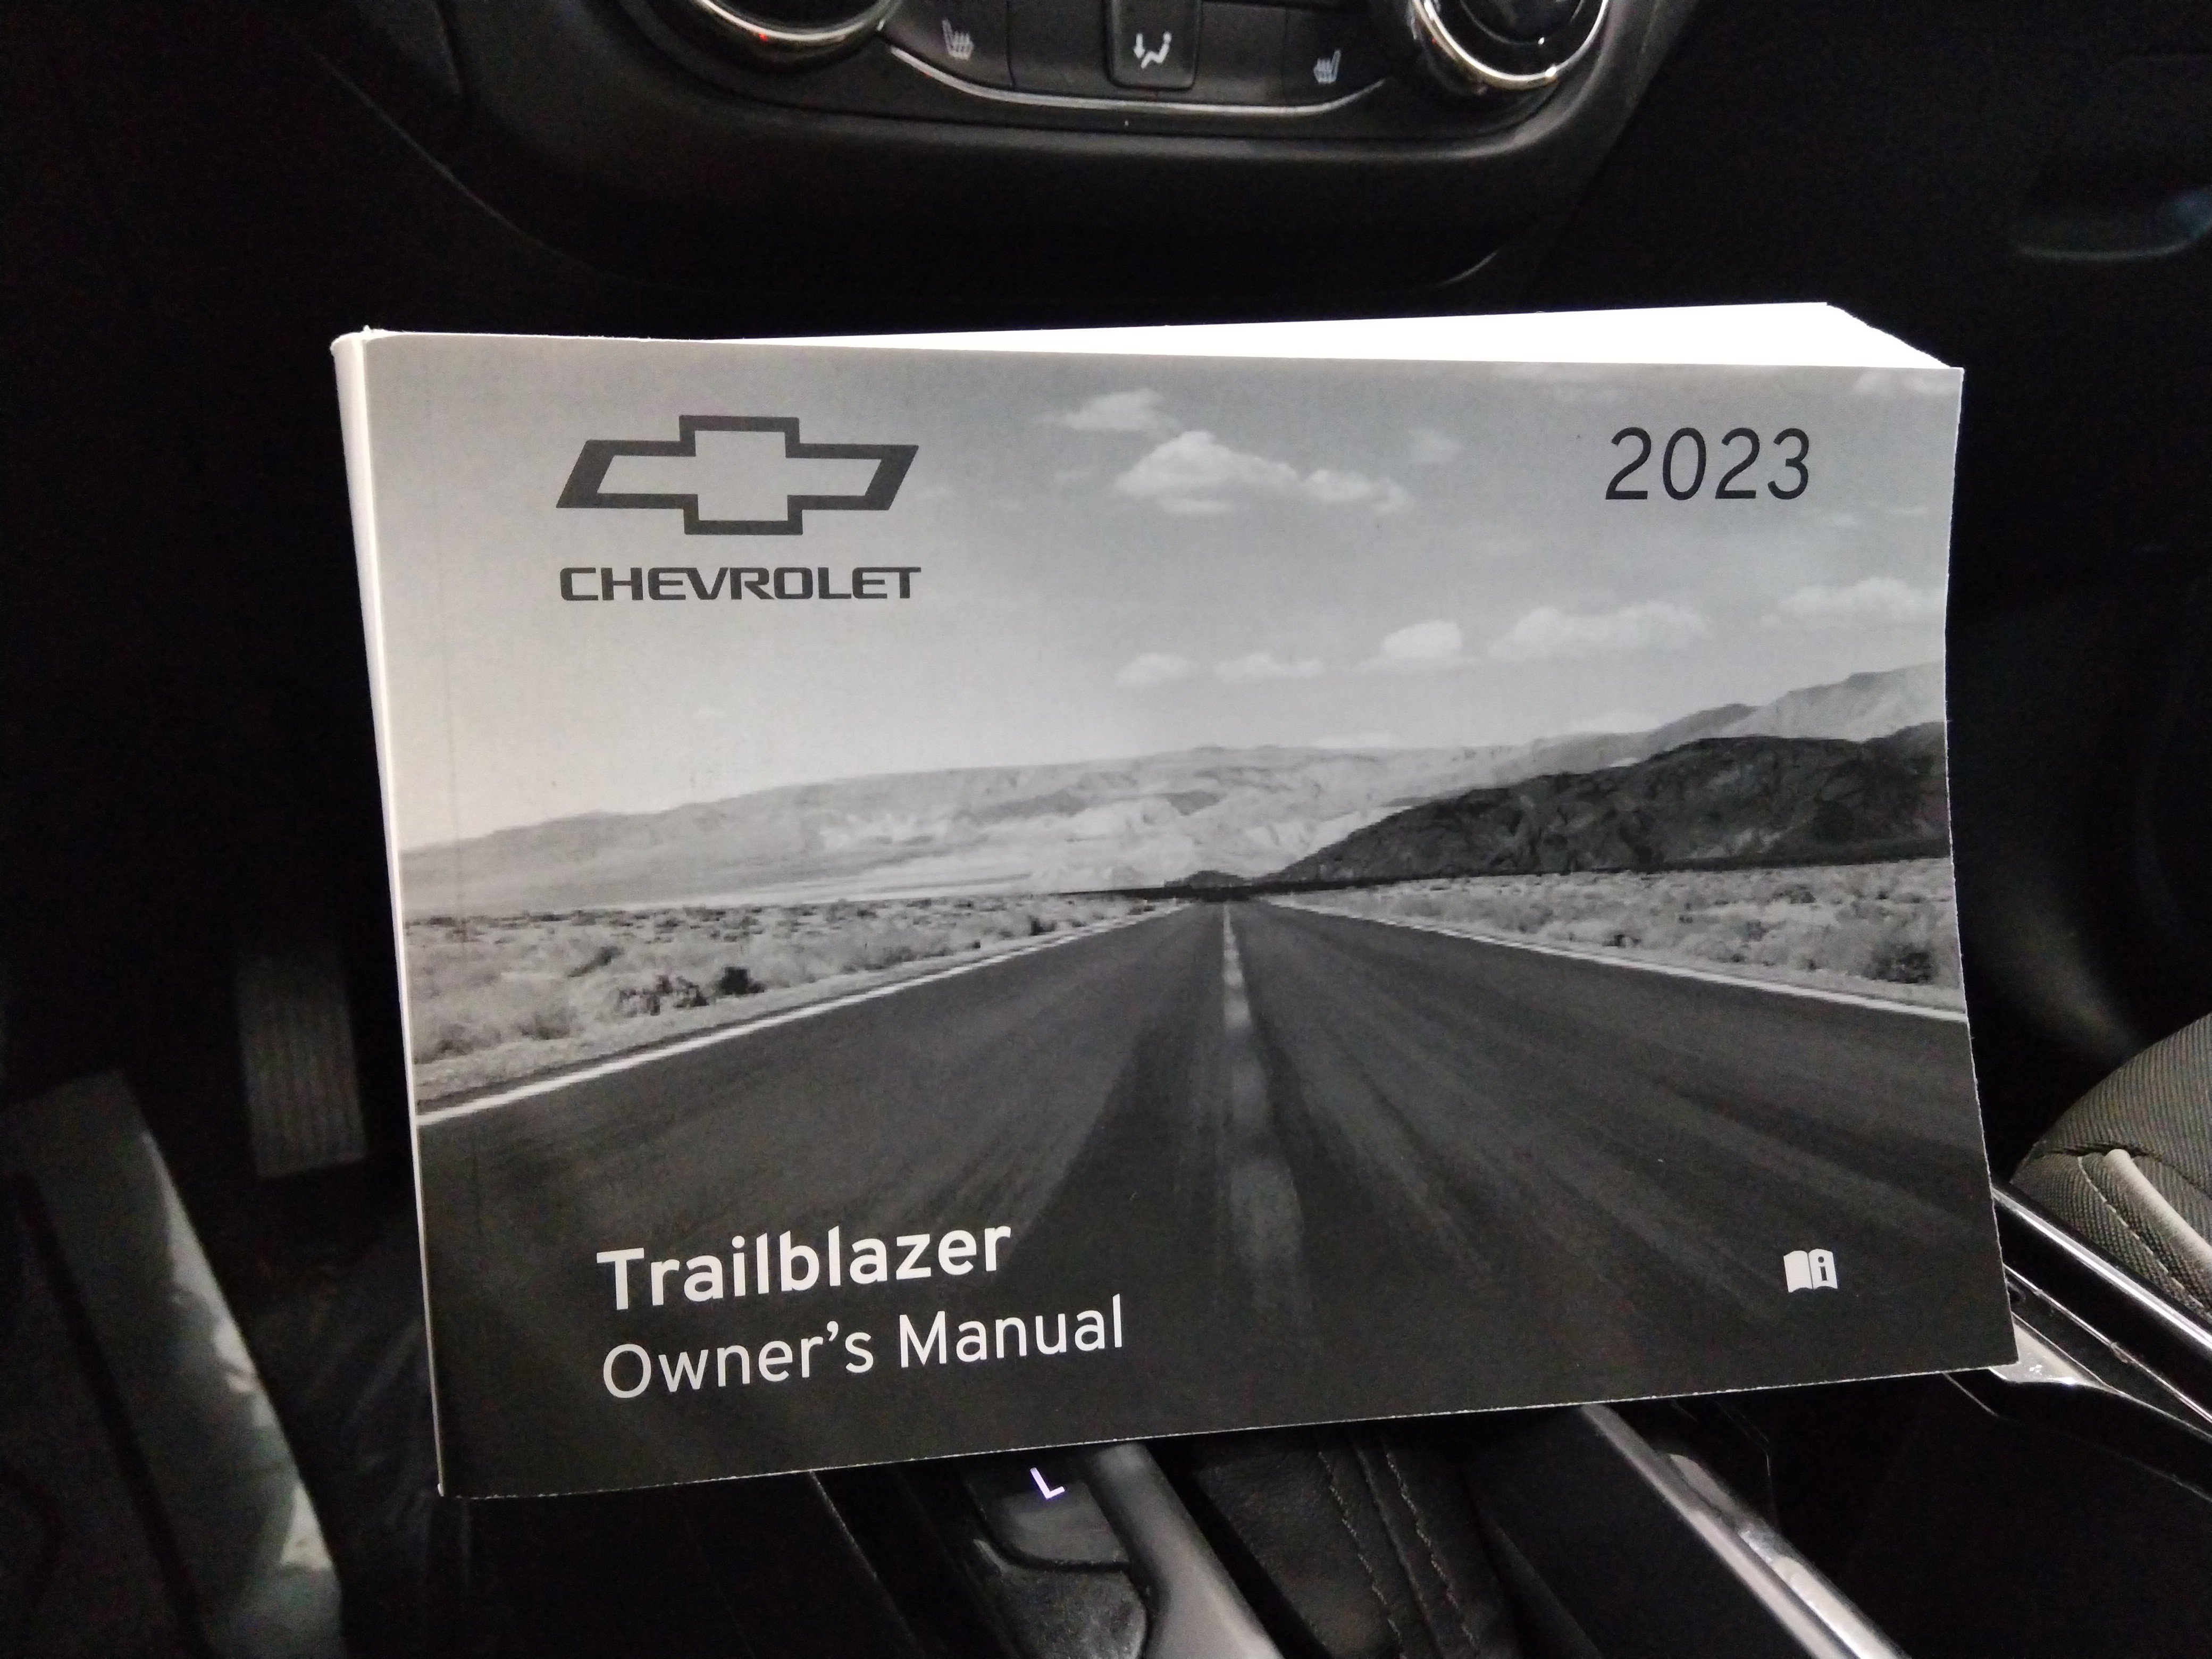 CHEVROLET
2023
Trailblazer
Owner’s Manual
i
L